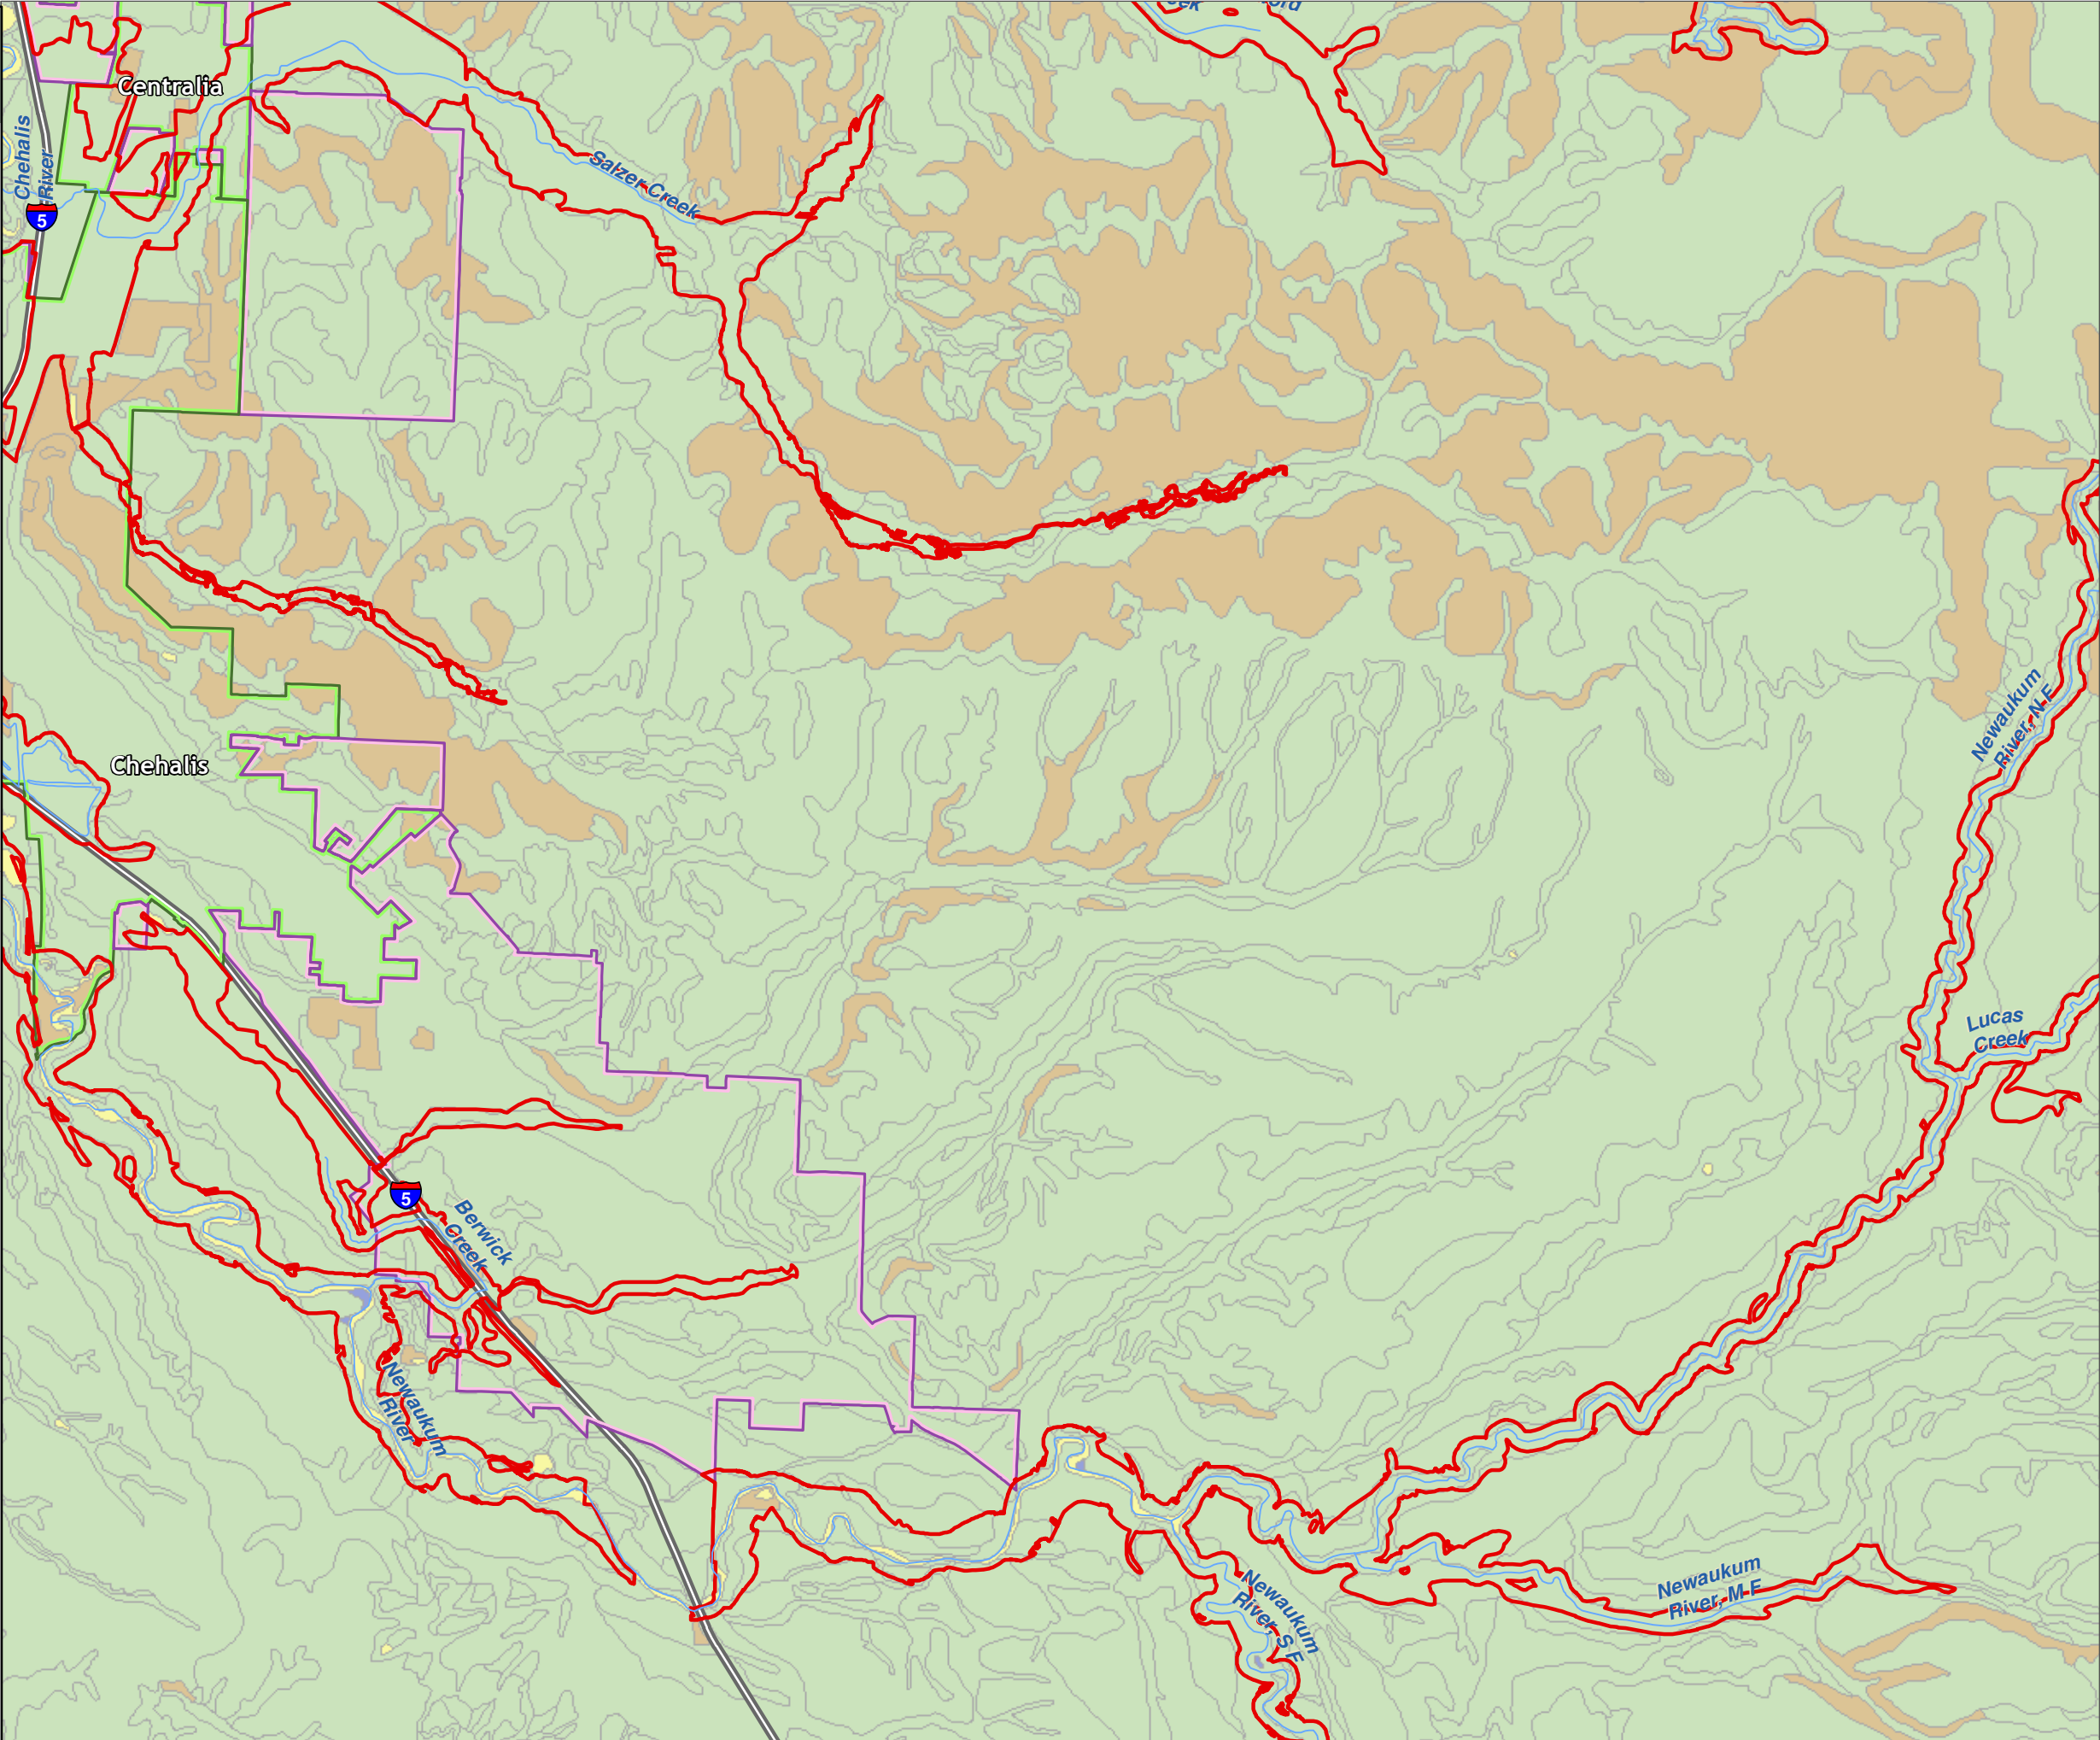 Centralia
Chehalis
River
5
Salzer Creek
Newaukum
River, N F
Chehalis
Lucas
Creek
5
Berwick
Creek
Newaukum
River
Newaukum
River, M F
Newaukum
River, S F